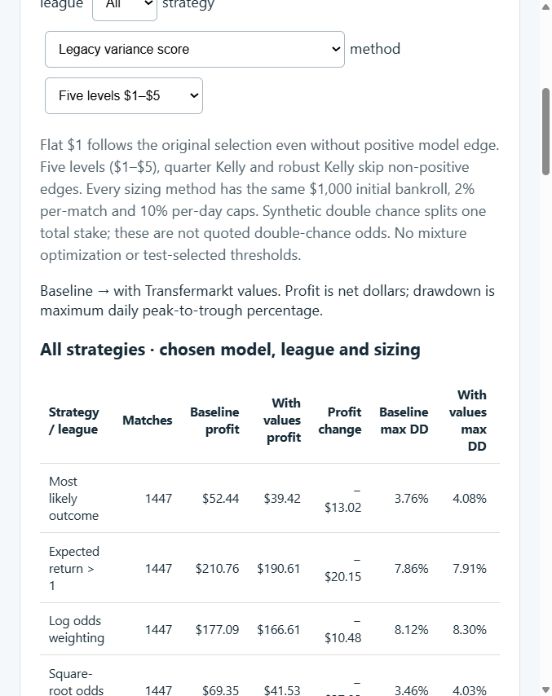 league All strategy
Legacy variance score method
Five levels $1–$5
Flat $1 follows the original selection even without positive model edge.
Five levels ($1–$5), quarter Kelly and robust Kelly skip non-positive
edges. Every sizing method has the same $1,000 initial bankroll, 2%
per-match and 10% per-day caps. Synthetic double chance splits one
total stake; these are not quoted double-chance odds. No mixture
optimization or test-selected thresholds.
Baseline → with Transfermarkt values. Profit is net dollars; drawdown is
maximum daily peak-to-trough percentage.
All strategies · chosen model, league and sizing
Strategy / league Matches Baseline profit With values profit Profit change Baseline max DD With values max DD
Most likely outcome 1447 $52.44 $39.42 –$13.02 3.76% 4.08%
Expected return > 1 1447 $210.76 $190.61 –$20.15 7.86% 7.91%
Log odds weighting 1447 $177.09 $166.61 –$10.48 8.12% 8.30%
Square-root odds 1447 $69.35 $41.53 – 3.46% 4.03%